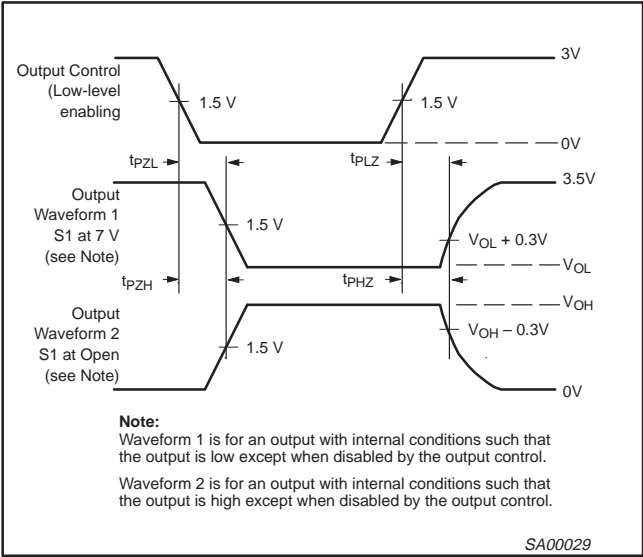 3V
Output Control
(Low-level
enabling
1.5 V
1.5 V
0V
tPZL
tPLZ
3.5V
Output
Waveform 1
S1 at 7 V
(see Note)
1.5 V
VOL + 0.3V
VOL
tPZH
tPHZ
VOH
Output
Waveform 2
S1 at Open
(see Note)
1.5 V
VOH – 0.3V
0V
Note:
Waveform 1 is for an output with internal conditions such that
the output is low except when disabled by the output control.
Waveform 2 is for an output with internal conditions such that
the output is high except when disabled by the output control.
SA00029